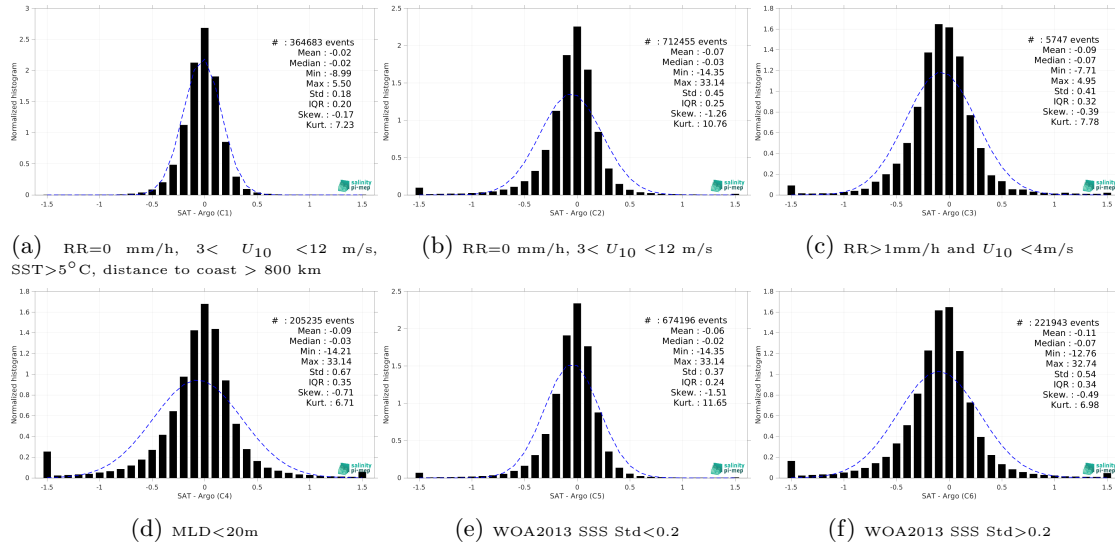 # : 364683 events
Mean : -0.02
Median : -0.02
Min : -8.99
Max : 5.50
Std : 0.18
IQR : 0.20
Skew. : -0.17
Kurt. : 7.23
Normalized histogram
3
2.5
2
1.5
1
0.5
0
-1.5 -1 -0.5 0 0.5 1 1.5
SAT - Argo (C1)
salinity
pi-mep
(a) RR=0 mm/h, 3< U10 <12 m/s,
SST>5°C, distance to coast > 800 km
# : 712455 events
Mean : -0.07
Median : -0.03
Min : -14.35
Max : 33.14
Std : 0.45
IQR : 0.25
Skew. : -1.26
Kurt. : 10.76
Normalized histogram
2.5
2
1.5
1
0.5
0
-1.5 -1 -0.5 0 0.5 1 1.5
SAT - Argo (C2)
salinity
pi-mep
(b) RR=0 mm/h, 3< U10 <12 m/s
# : 5747 events
Mean : -0.09
Median : -0.07
Min : -7.71
Max : 4.95
Std : 0.41
IQR : 0.32
Skew. : -0.39
Kurt. : 7.78
Normalized histogram
1.8
1.6
1.4
1.2
1
0.8
0.6
0.4
0.2
0
-1.5 -1 -0.5 0 0.5 1 1.5
SAT - Argo (C3)
salinity
pi-mep
(c) RR>1mm/h and U10 <4m/s
# : 205235 events
Mean : -0.09
Median : -0.03
Min : -14.21
Max : 33.14
Std : 0.67
IQR : 0.35
Skew. : -0.71
Kurt. : 6.71
Normalized histogram
1.8
1.6
1.4
1.2
1
0.8
0.6
0.4
0.2
0
-1.5 -1 -0.5 0 0.5 1 1.5
SAT - Argo (C4)
salinity
pi-mep
(d) MLD<20m
# : 674196 events
Mean : -0.06
Median : -0.02
Min : -14.35
Max : 33.14
Std : 0.37
IQR : 0.24
Skew. : -1.51
Kurt. : 11.65
Normalized histogram
2.5
2
1.5
1
0.5
0
-1.5 -1 -0.5 0 0.5 1 1.5
SAT - Argo (C5)
salinity
pi-mep
(e) WOA2013 SSS Std<0.2
# : 221943 events
Mean : -0.11
Median : -0.07
Min : -12.76
Max : 32.74
Std : 0.54
IQR : 0.34
Skew. : -0.49
Kurt. : 6.98
Normalized histogram
1.8
1.6
1.4
1.2
1
0.8
0.6
0.4
0.2
0
-1.5 -1 -0.5 0 0.5 1 1.5
SAT - Argo (C6)
salinity
pi-mep
(f) WOA2013 SSS Std>0.2